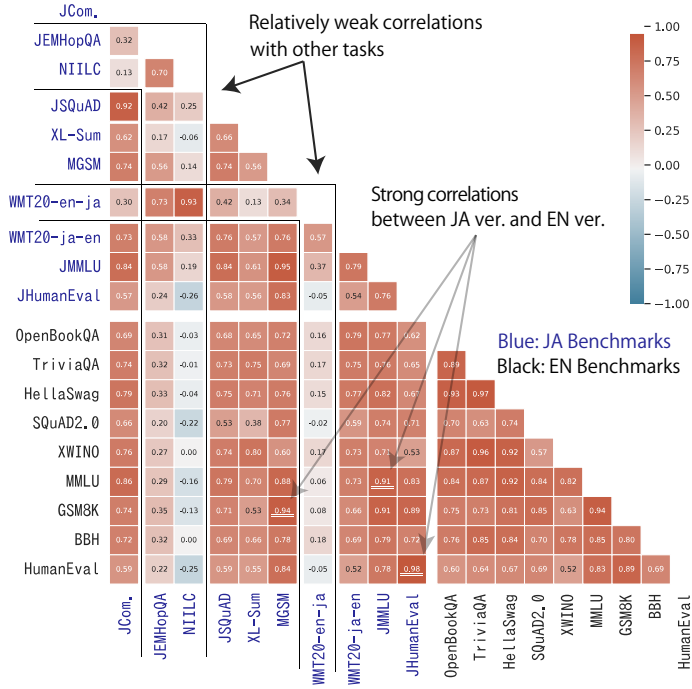 JCom.
Relatively weak correlations
with other tasks
JEMHopQA 0.32
NIILC 0.13 0.70
JSQuAD 0.92 0.42 0.25
XL-Sum 0.62 0.17 -0.06 0.66
MGSM 0.74 0.56 0.14 0.74 0.56
WMT20-en-ja 0.30 0.73 0.93 0.42 0.13 0.34
Strong correlations
between JA ver. and EN ver.
WMT20-ja-en 0.73 0.58 0.33 0.76 0.57 0.76 0.57
JMMLU 0.84 0.58 0.19 0.84 0.61 0.95 0.37 0.79
JHumanEval 0.57 0.24 -0.26 0.58 0.56 0.83 -0.05 0.54 0.76
1.00
0.75
0.50
0.25
0.00
−0.25
−0.50
−0.75
−1.00
Blue: JA Benchmarks
Black: EN Benchmarks
OpenBookQA 0.69 0.31 -0.03 0.68 0.65 0.72 0.16 0.79 0.77 0.62
TriviaQA 0.74 0.32 -0.01 0.73 0.75 0.69 0.17 0.75 0.76 0.65 0.89
HellaSwag 0.79 0.33 -0.04 0.75 0.71 0.76 0.15 0.77 0.82 0.93 0.97
SQuAD2.0 0.66 0.20 -0.22 0.53 0.38 0.77 -0.02 0.59 0.74 0.71 0.70 0.63 0.74
XWINO 0.76 0.27 0.00 0.74 0.80 0.60 0.17 0.73 0.53 0.87 0.96 0.92 0.57
MMLU 0.86 0.29 -0.16 0.79 0.70 0.88 0.06 0.73 0.91 0.83 0.84 0.87 0.92 0.84 0.82
GSM8K 0.74 0.35 -0.13 0.71 0.53 0.94 0.08 0.66 0.91 0.89 0.75 0.73 0.81 0.85 0.63 0.94
BBH 0.72 0.32 0.00 0.69 0.66 0.78 0.18 0.69 0.79 0.72 0.76 0.85 0.84 0.70 0.77 0.85 0.80
HumanEval 0.59 0.22 -0.25 0.59 0.55 0.84 -0.05 0.52 0.78 0.98 0.60 0.64 0.67 0.69 0.52 0.83 0.89 0.69
JCom.
JEMHopQA
NIILC
JSQuAD
XL-Sum
MGSM
WMT20-en-ja
WMT20-ja-en
JMMLU
JHumanEval
OpenBookQA
TriviaQA
HellaSwag
SQuAD2.0
XWINO
MMLU
GSM8K
BBH
HumanEval